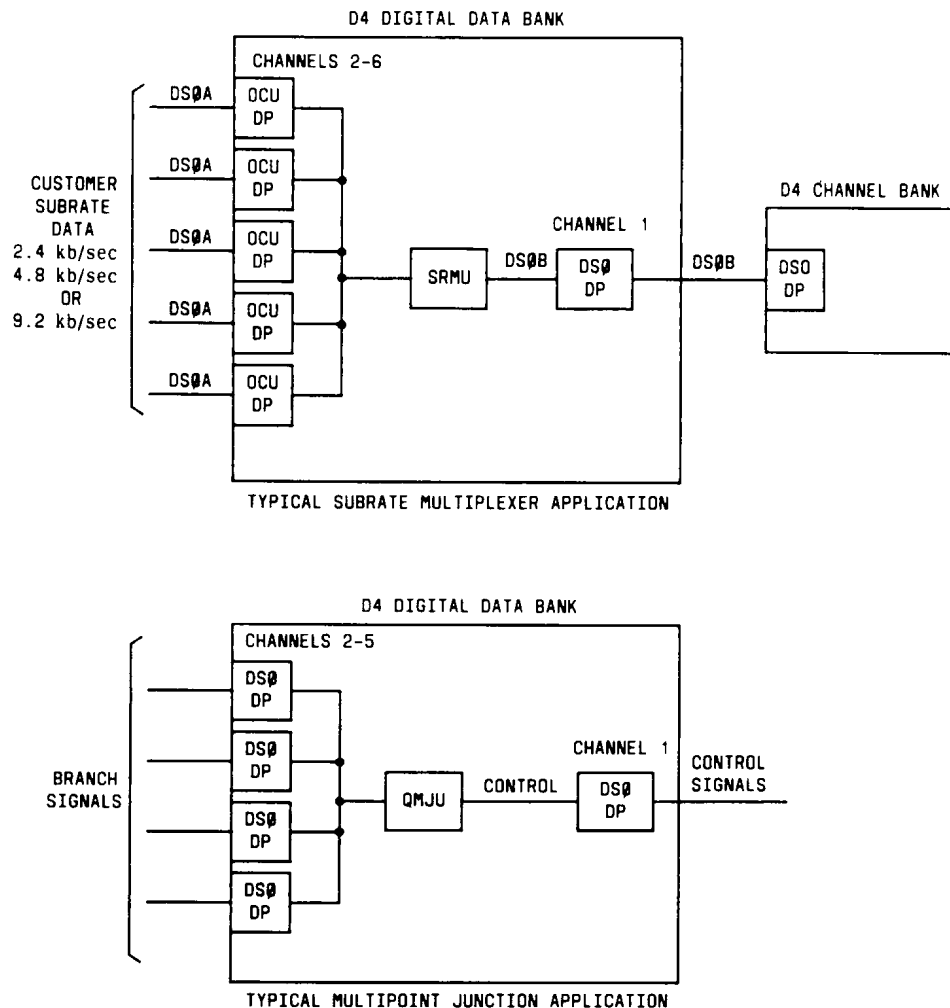 D4 DIGITAL DATA BANK
CHANNELS 2-6
CUSTOMER
SUBRATE
DATA
2.4 kb/sec
4.8 kb/sec
OR
9.2 kb/sec
DSØA
OCU
DP
DSØA
OCU
DP
DSØA
OCU
DP
DSØA
OCU
DP
DSØA
OCU
DP
SRMU
DSØB
CHANNEL 1
DSØ
DP
DSØB
D4 CHANNEL BANK
DSO
DP
TYPICAL SUBRATE MULTIPLEXER APPLICATION
D4 DIGITAL DATA BANK
CHANNELS 2-5
BRANCH
SIGNALS
DSØ
DP
DSØ
DP
DSØ
DP
DSØ
DP
QMJU
CONTROL
CHANNEL 1
DSØ
DP
CONTROL
SIGNALS
TYPICAL MULTIPOINT JUNCTION APPLICATION